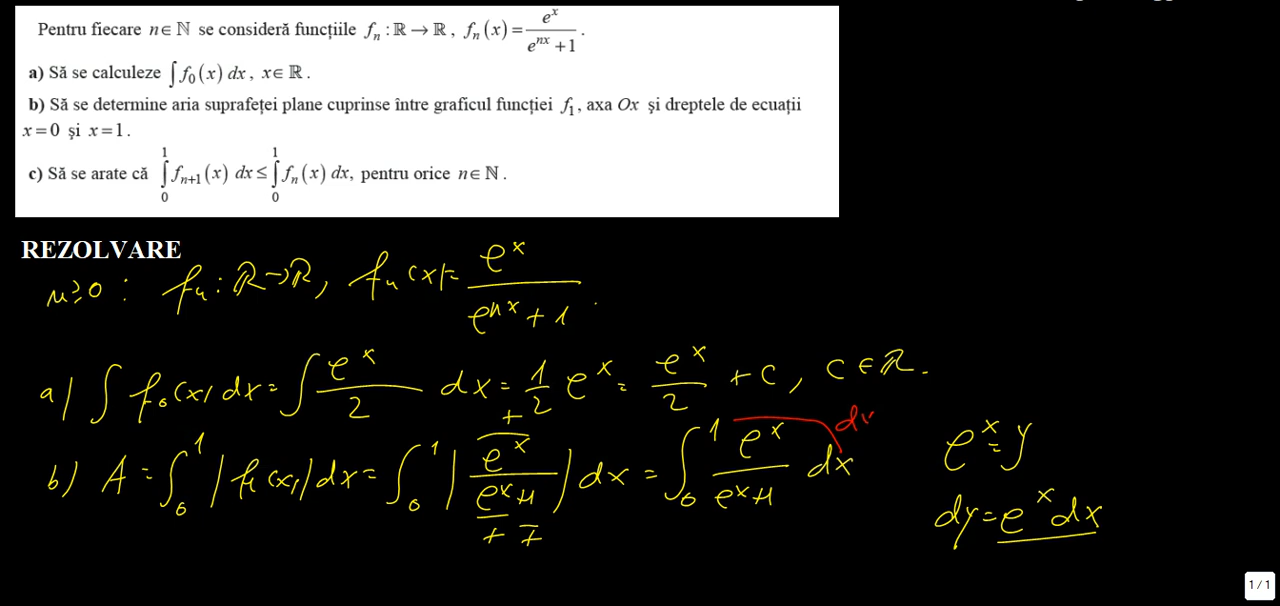 Pentru fiecare n∈ℕ se consideră funcțiile fₙ : ℝ → ℝ, fₙ(x) = eˣ / (eⁿˣ + 1).
a) Să se calculeze ∫ f₀(x) dx, x∈ℝ.
b) Să se determine aria suprafeței plane cuprinse între graficul funcției f₁, axa Ox și dreptele de ecuații
x = 0 și x = 1.
c) Să se arate că ∫₀¹ fₙ₊₁(x) dx ≤ ∫₀¹ fₙ(x) dx, pentru orice n∈ℕ.
REZOLVARE
n≥0 : fₙ : ℝ→ℝ, fₙ(x) = eˣ / (eⁿˣ + 1).
a) ∫ f₀(x) dx = ∫ eˣ/2 dx = 1/2 eˣ = eˣ/2 + C, C∈ℝ.
b) A = ∫₀¹ |f₁(x)| dx = ∫₀¹ |eˣ/(eˣ+1)| dx = ∫₀¹ eˣ/(eˣ+1) dx
eˣ = y
dy = eˣ dx
1 / 1